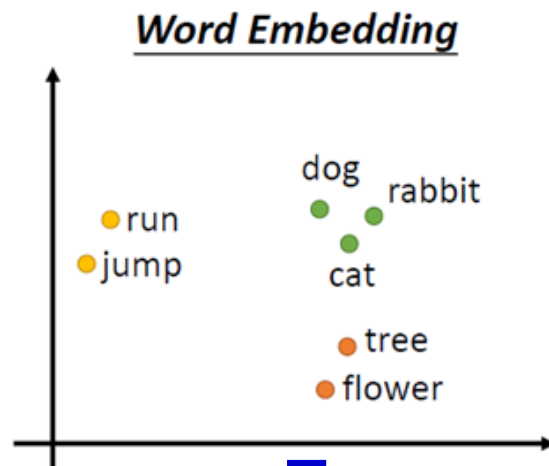 Word Embedding
dog
rabbit
run
jump
cat
tree
flower